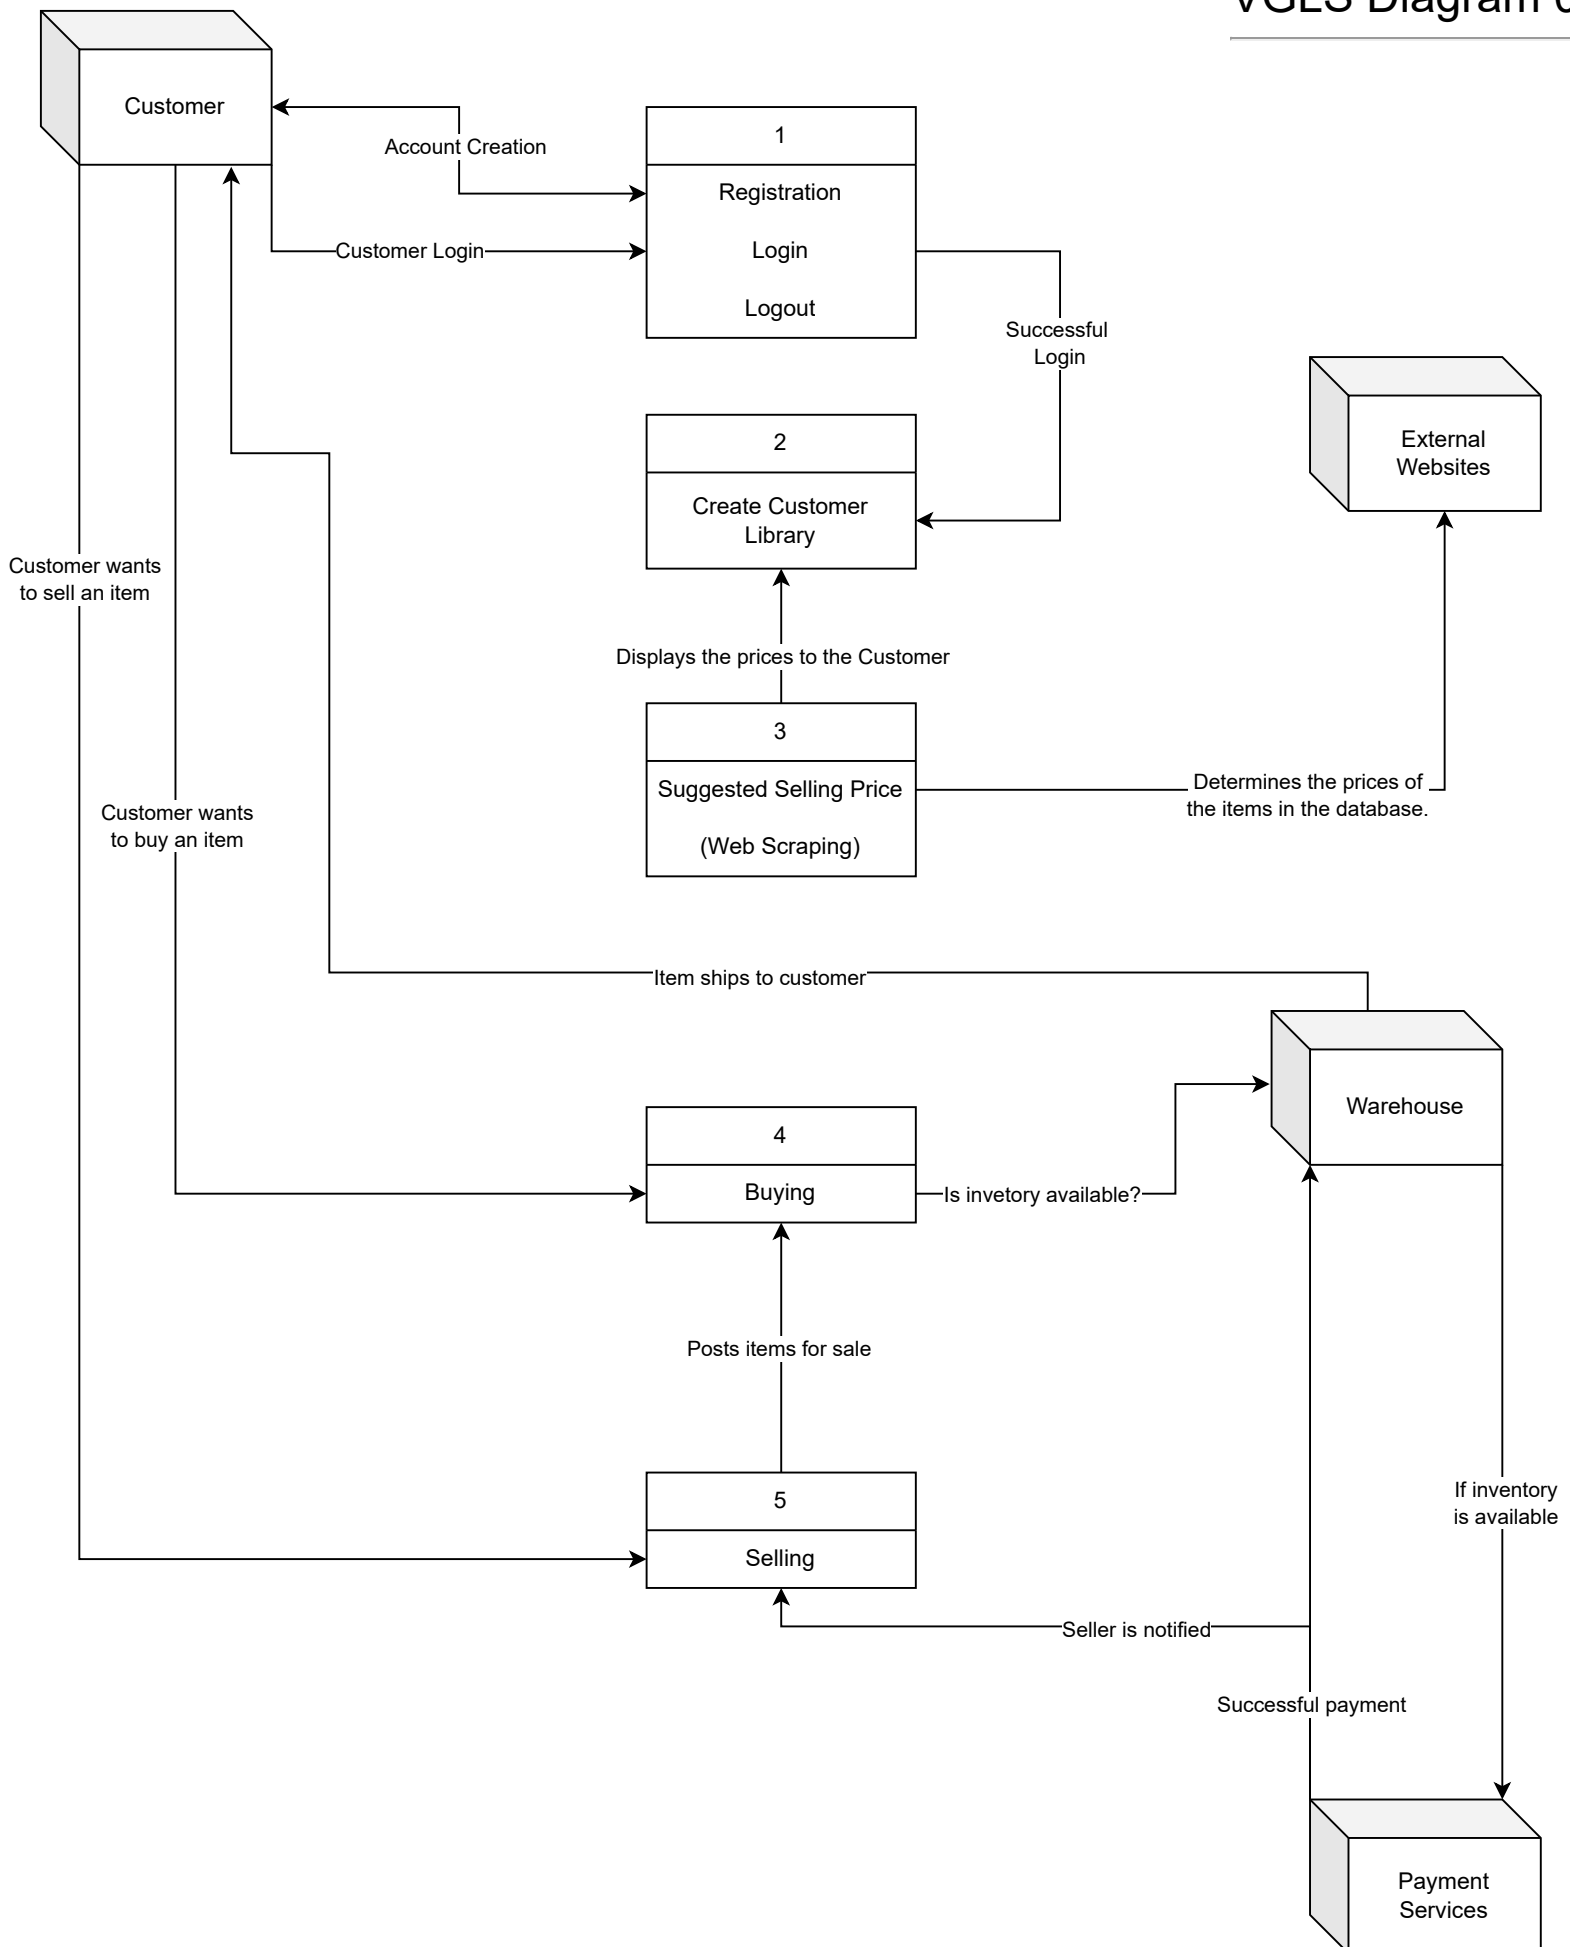 VGLS Diagram
Customer
Account Creation
1
Registration
Login
Logout
Customer Login
Successful
Login
2
Create Customer
Library
External
Websites
Customer wants
to sell an item
Displays the prices to the Customer
3
Suggested Selling Price
(Web Scraping)
Determines the prices of
the items in the database.
Customer wants
to buy an item
Item ships to customer
Warehouse
4
Buying
Is invetory available?
Posts items for sale
5
Selling
If inventory
is available
Seller is notified
Successful payment
Payment
Services